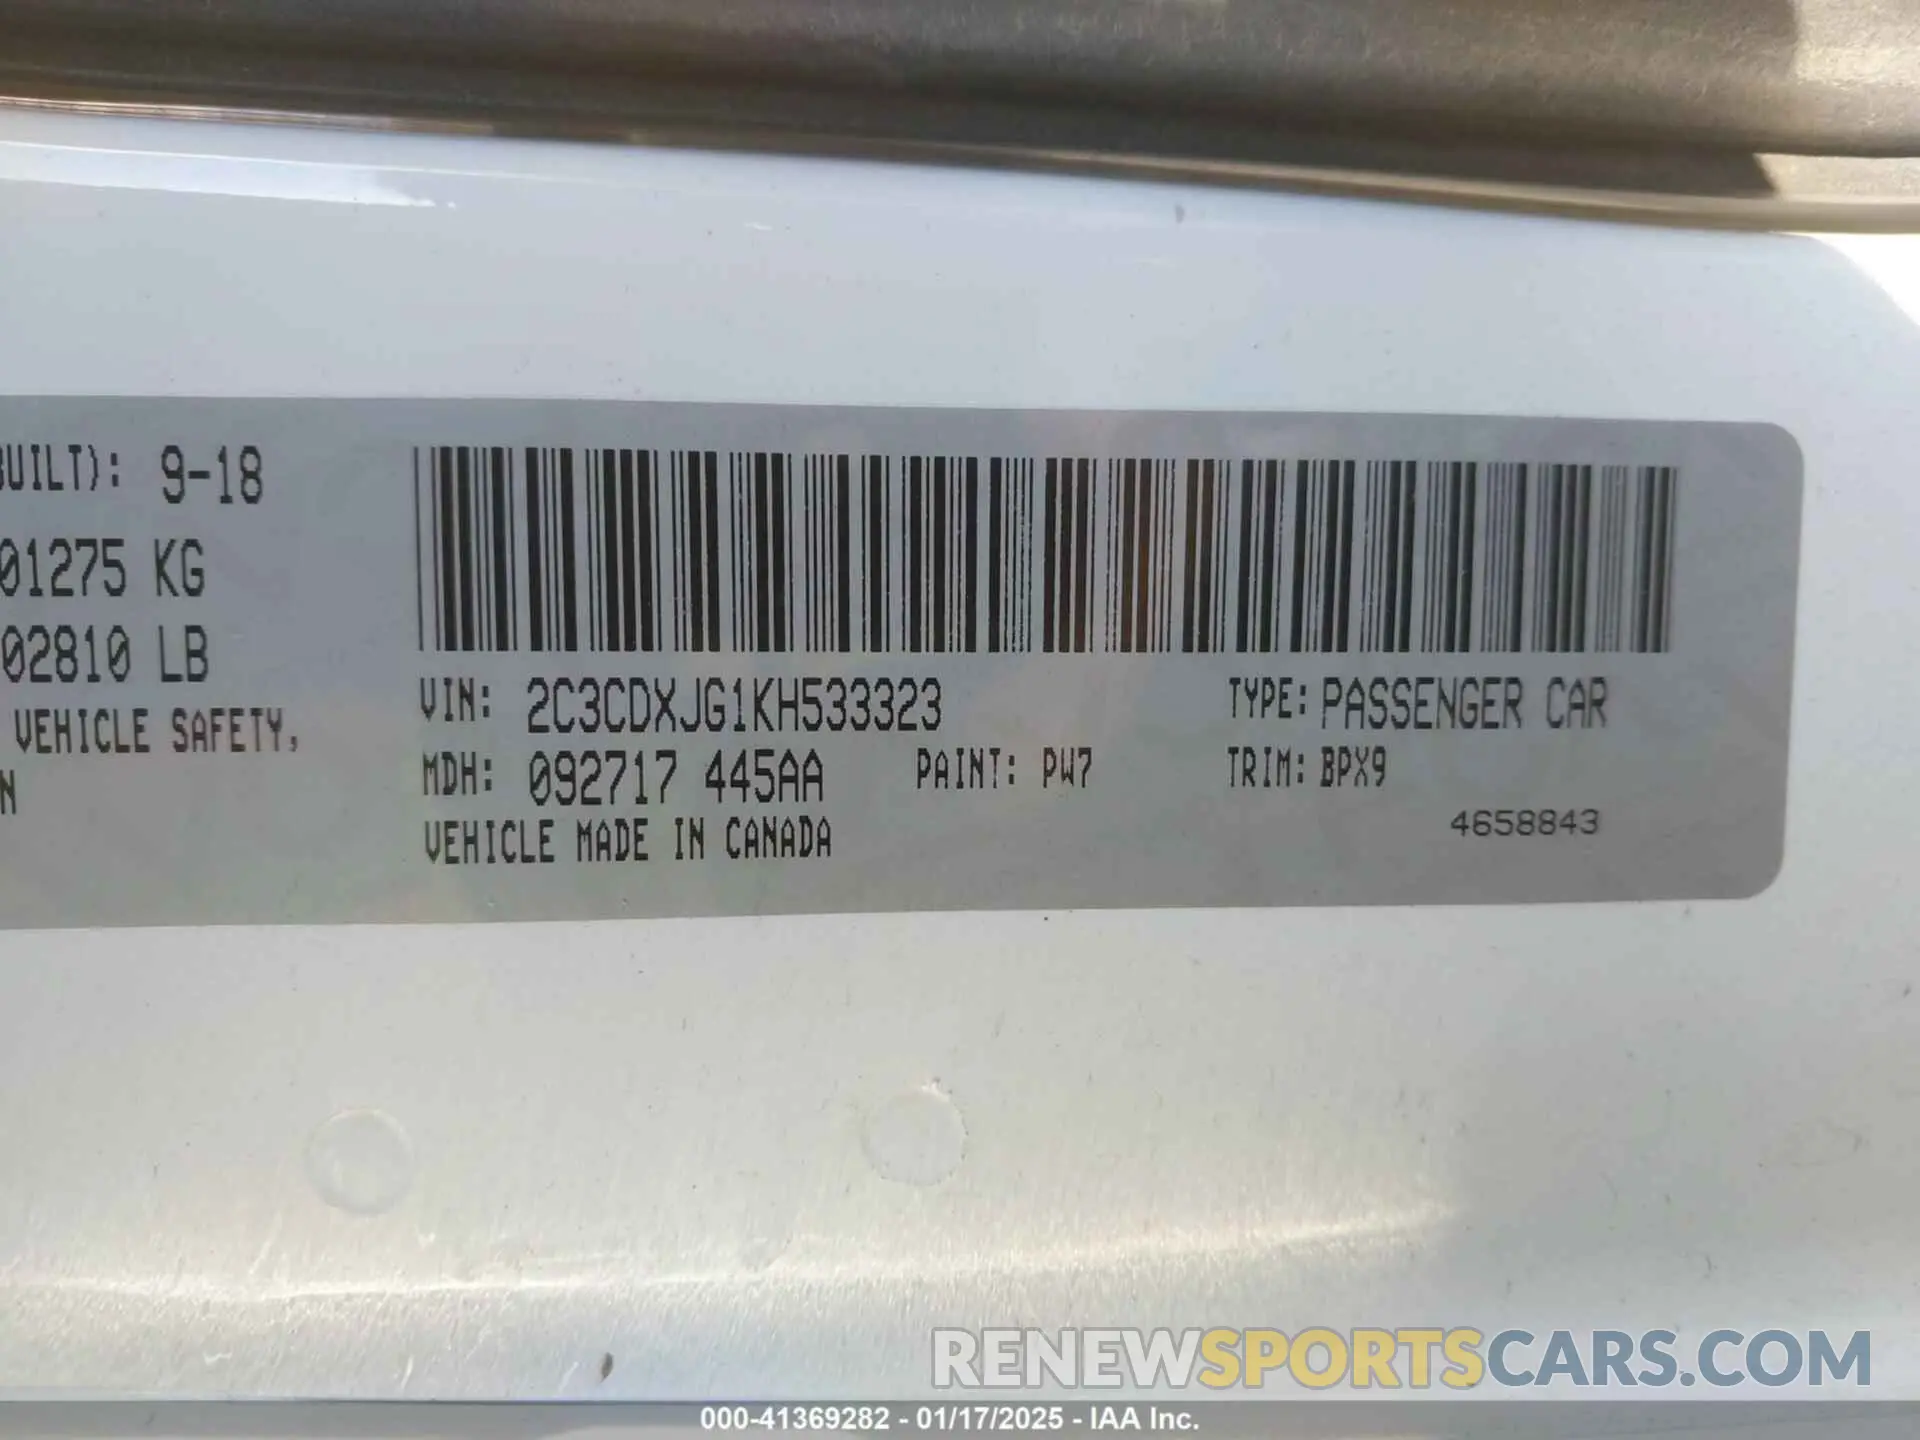 BUILT): 9-18
01275 KG
02810 LB
VEHICLE SAFETY,
N
VIN: 2C3CDXJG1KH533323
TYPE: PASSENGER CAR
MDH: 092717 445AA
PAINT: PW7
TRIM: BPX9
VEHICLE MADE IN CANADA
4658843
RENEWSPORTSCARS.COM
000-41369282 - 01/17/2025 - IAA Inc.